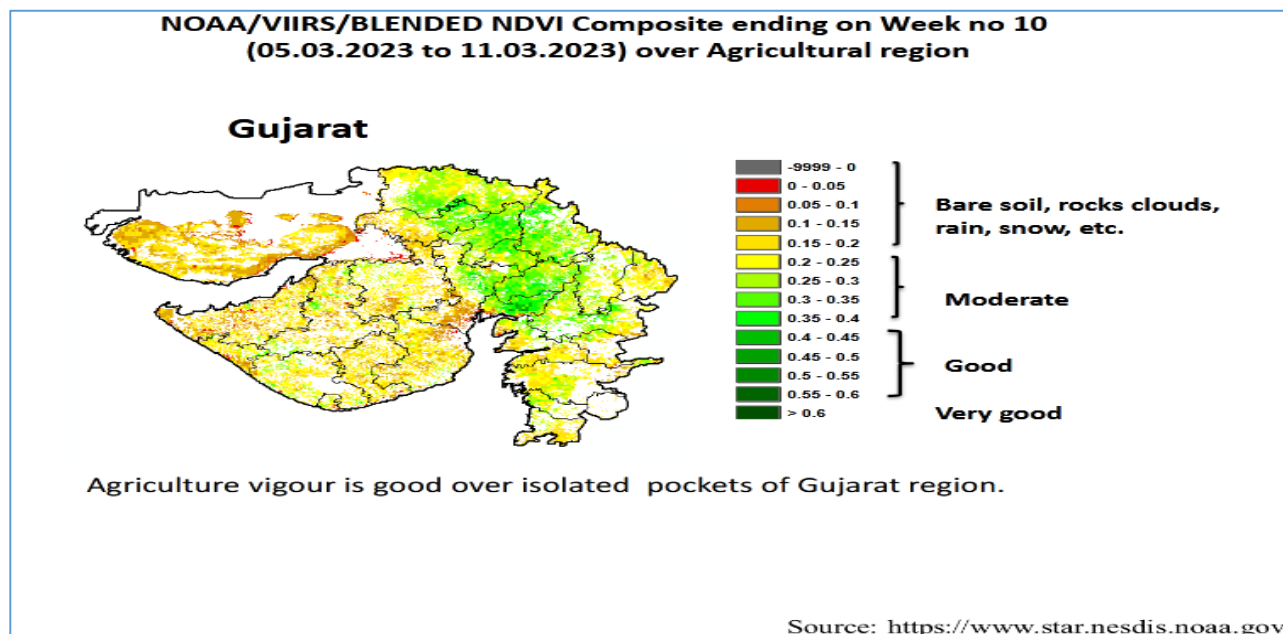 NOAA/VIIRS/BLENDED NDVI Composite ending on Week no 10
(05.03.2023 to 11.03.2023) over Agricultural region
Gujarat
-9999 - 0
0 - 0.05
0.05 - 0.1
0.1 - 0.15
0.15 - 0.2
0.2 - 0.25
0.25 - 0.3
0.3 - 0.35
0.35 - 0.4
0.4 - 0.45
0.45 - 0.5
0.5 - 0.55
0.55 - 0.6
> 0.6
Bare soil, rocks clouds,
rain, snow, etc.
Moderate
Good
Very good
Agriculture vigour is good over isolated pockets of Gujarat region.
Source: https://www.star.nesdis.noaa.gov